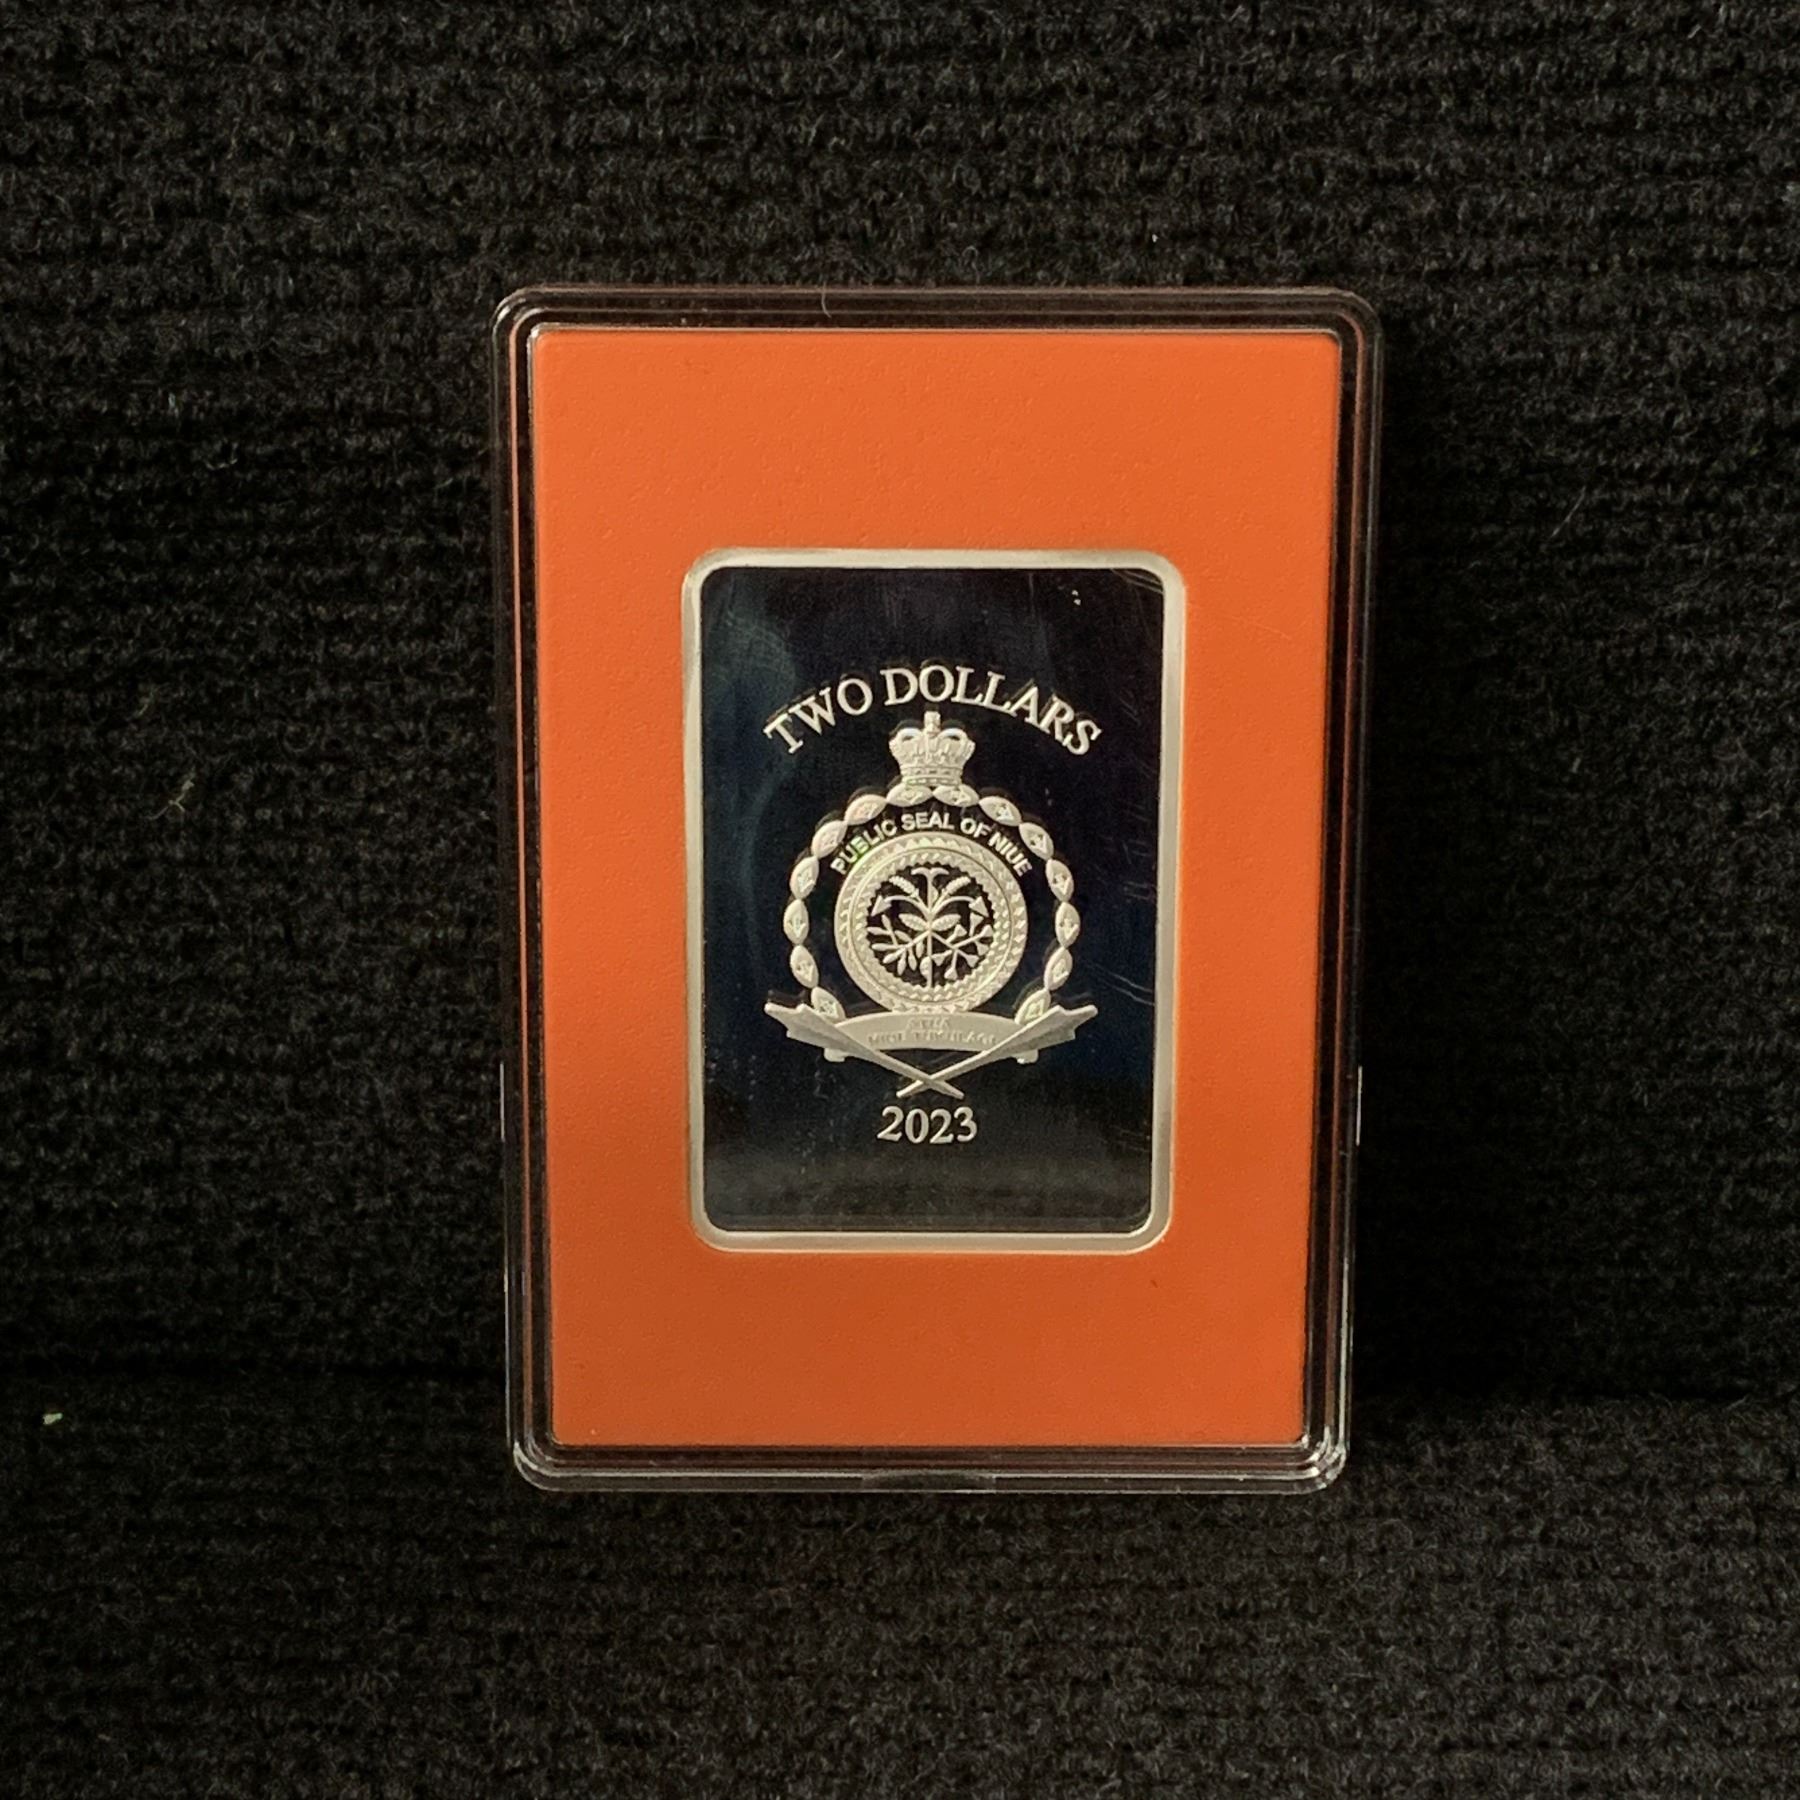 TWO DOLLARS
PUBLIC SEAL OF NIUE
2023